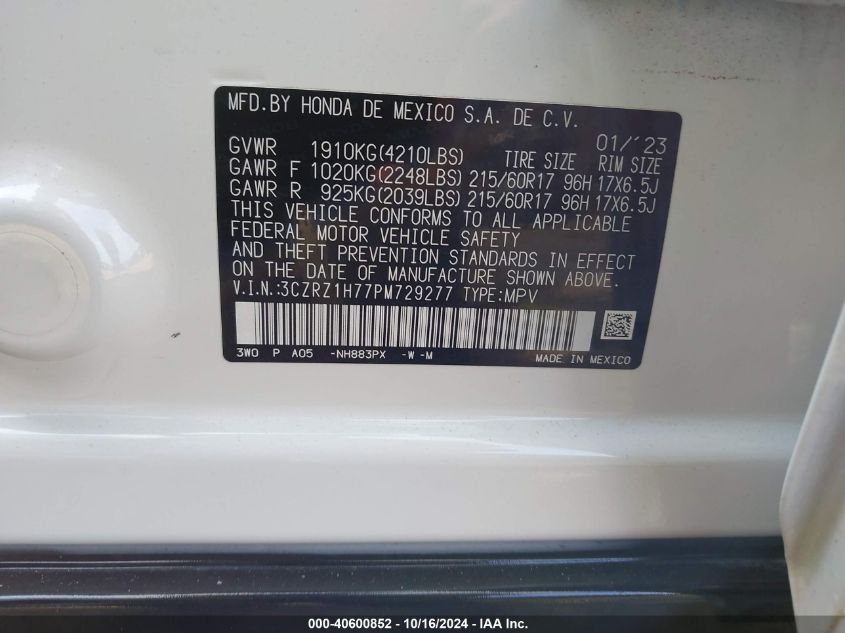 MFD.BY HONDA DE MEXICO S.A. DE C.V.
01/'23
GVWR 1910KG(4210LBS) TIRE SIZE RIM SIZE
GAWR F 1020KG(2248LBS) 215/60R17 96H 17X6.5J
GAWR R 925KG(2039LBS) 215/60R17 96H 17X6.5J
THIS VEHICLE CONFORMS TO ALL APPLICABLE
FEDERAL MOTOR VEHICLE SAFETY
AND THEFT PREVENTION STANDARDS IN EFFECT
ON THE DATE OF MANUFACTURE SHOWN ABOVE.
V.I.N.:3CZRZ1H77PM729277 TYPE:MPV
3W0 P A05 -NH883PX -W -M MADE IN MEXICO
000-40600852 - 10/16/2024 - IAA Inc.